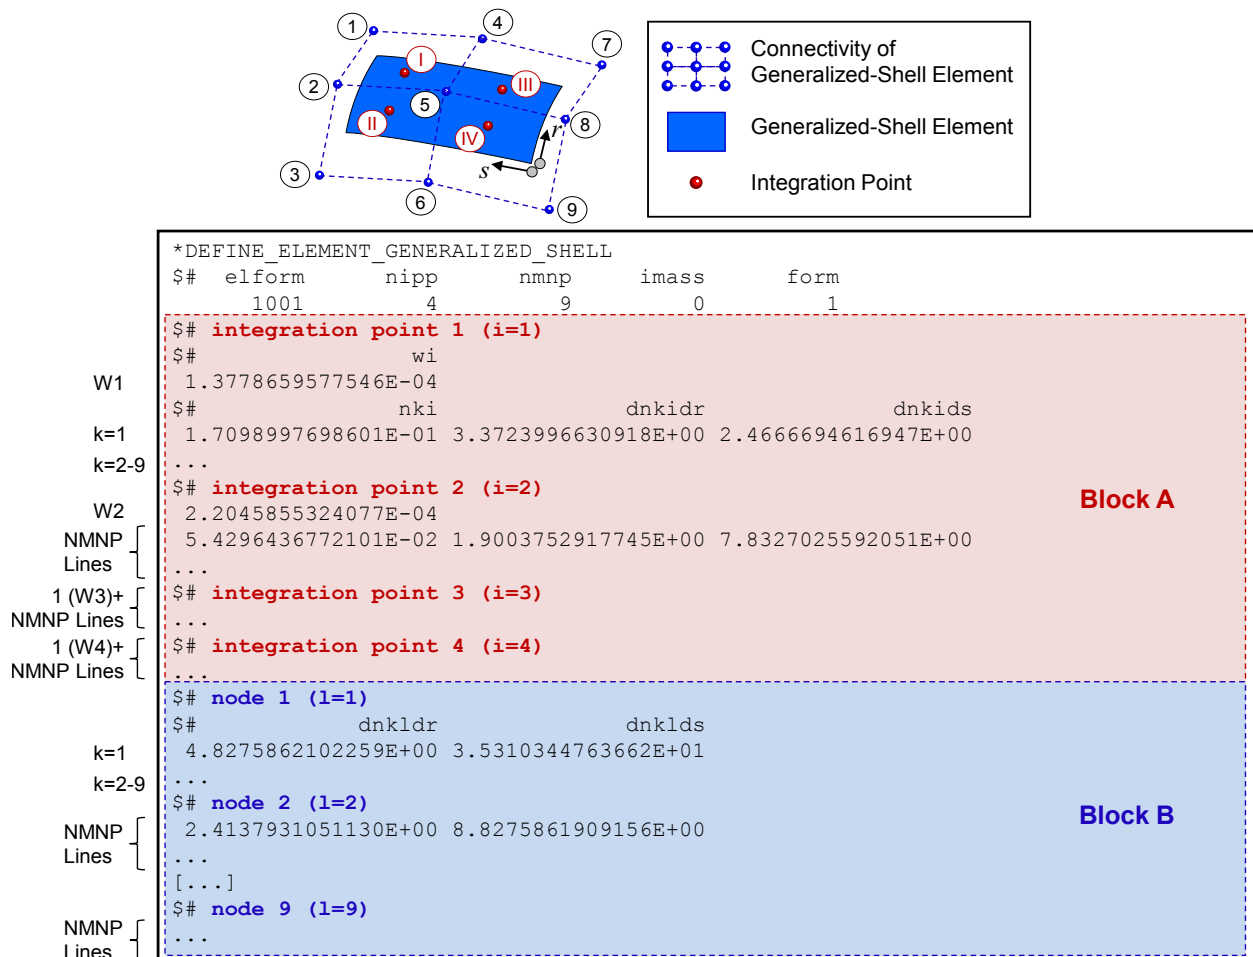 1
4
7
I
2
III
5
8
II
IV
r
s
3
6
9
Connectivity of
Generalized-Shell Element
Generalized-Shell Element
Integration Point
*DEFINE_ELEMENT_GENERALIZED_SHELL
$# elform nipp nmnp imass form
1001 4 9 0 1
$# integration point 1 (i=1)
$# wi
W1 1.3778659577546E-04
$# nki dnkidr dnkids
k=1 1.7098997698601E-01 3.3723996630918E+00 2.4666694616947E+00
k=2-9 ...
$# integration point 2 (i=2)
Block A
W2 2.2045855324077E-04
NMNP 5.4296436772101E-02 1.9003752917745E+00 7.8327025592051E+00
Lines
...
1 (W3)+ $# integration point 3 (i=3)
NMNP Lines ...
1 (W4)+ $# integration point 4 (i=4)
NMNP Lines ...
$# node 1 (l=1)
$# dnkldr dnklds
k=1 4.8275862102259E+00 3.5310344763662E+01
k=2-9 ...
$# node 2 (l=2)
Block B
NMNP 2.4137931051130E+00 8.8275861909156E+00
Lines ...
[...]
$# node 9 (l=9)
NMNP ...
Lines